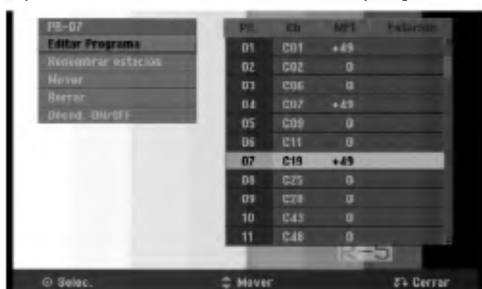 PR-07
Editar Programa
Renombrar estación
Mover
Borrar
Decod. ON/OFF
PR. Ch MFT Estación
01 C01 +49
02 C02 0
03 C06 0
04 C07 +49
05 C09 0
06 C11 0
07 C19 +49
08 C25 0
09 C28 0
10 C43 0
11 C48 0
Selec. Mover Cerrar